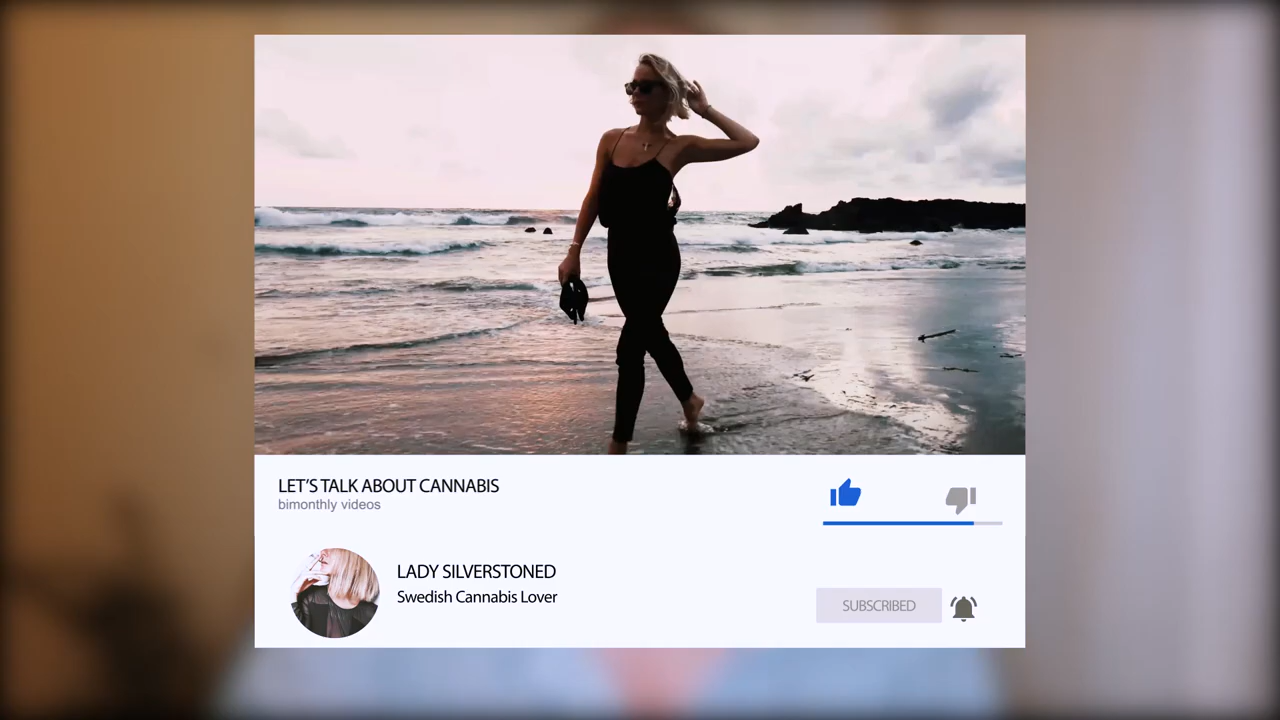 LET'S TALK ABOUT CANNABIS
bimonthly videos
LADY SILVERSTONED
Swedish Cannabis Lover
SUBSCRIBED